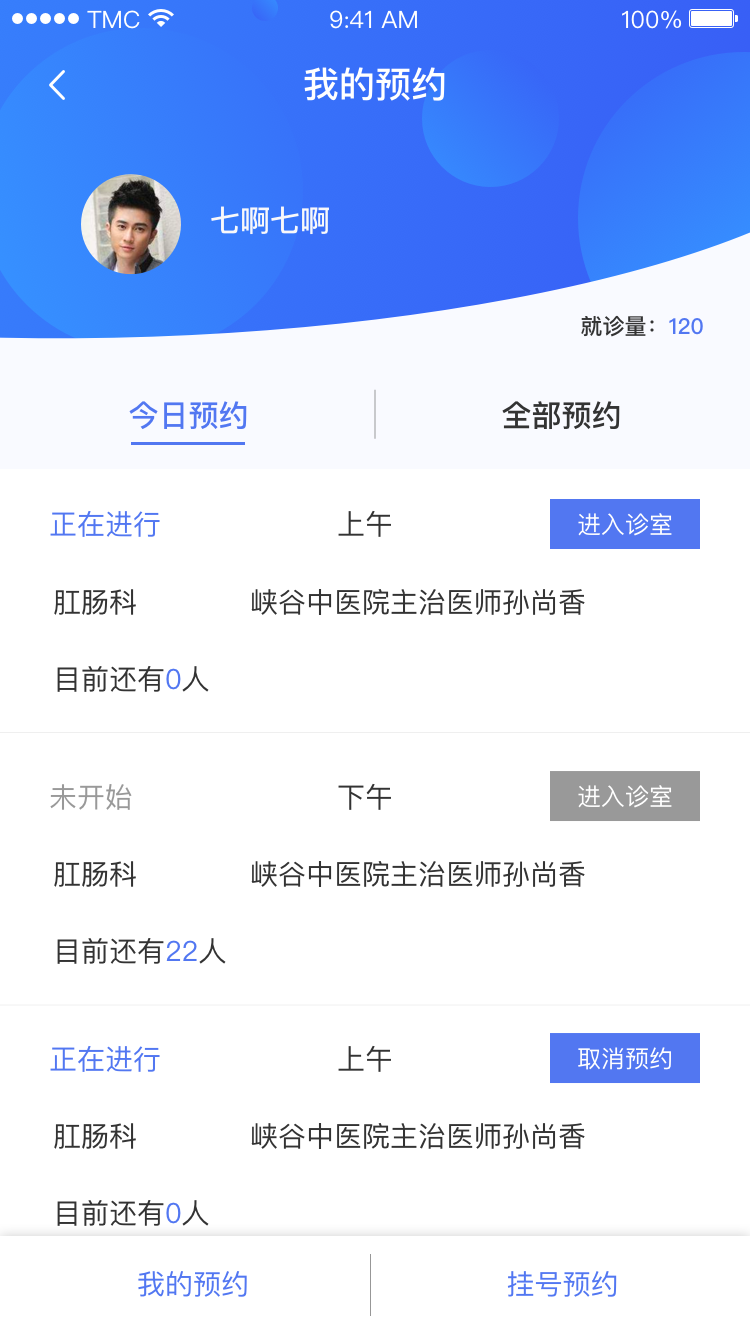 TMC 9:41 AM 100%
我的预约
七啊七啊
就诊量：120
今日预约 全部预约
正在进行 上午 进入诊室
肛肠科 峡谷中医院主治医师孙尚香
目前还有0人
未开始 下午 进入诊室
肛肠科 峡谷中医院主治医师孙尚香
目前还有22人
正在进行 上午 取消预约
肛肠科 峡谷中医院主治医师孙尚香
目前还有0人
我的预约 挂号预约